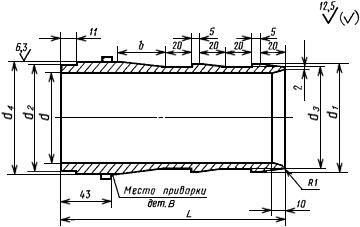 12,5
(√)
6,3
11
b
5
5
20
20
20
20
d4
d2
d
2
d3
d1
43
Место приварки
дет. В
R1
10
L